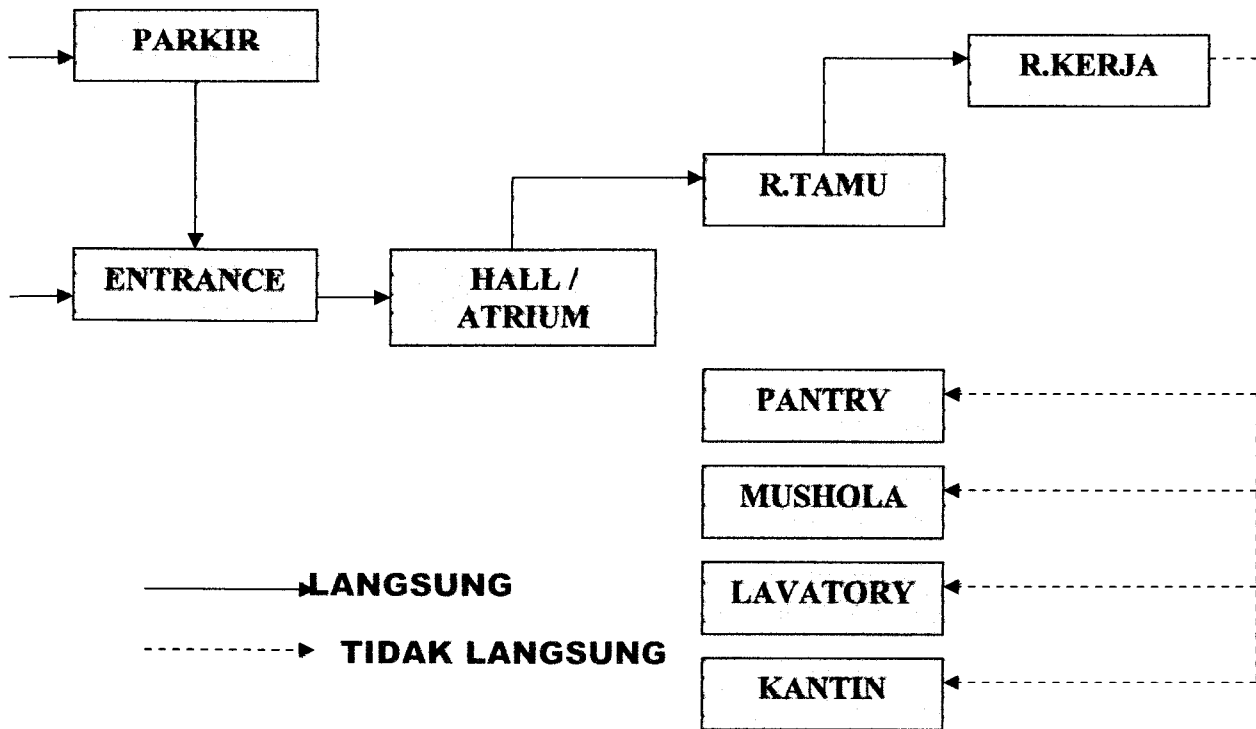 PARKIR
R.KERJA
R.TAMU
ENTRANCE
HALL /
ATRIUM
PANTRY
MUSHOLA
LAVATORY
KANTIN
LANGSUNG
TIDAK LANGSUNG